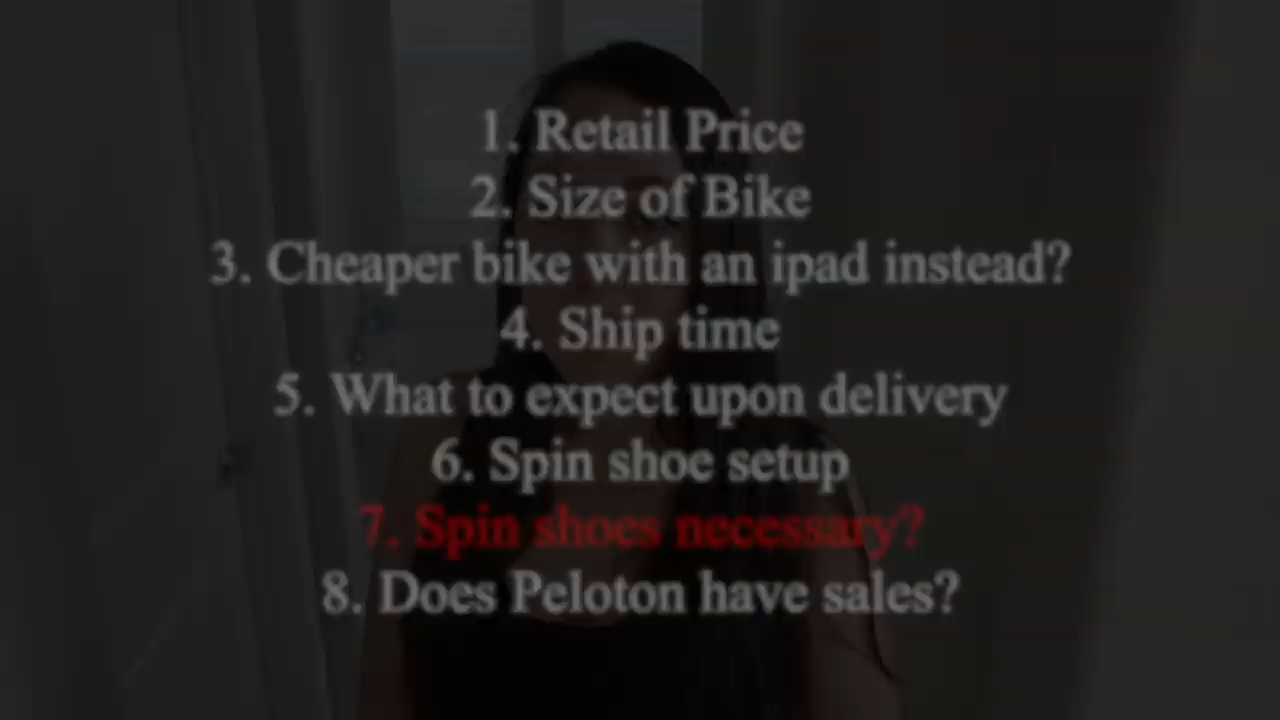 1. Retail Price
2. Size of Bike
3. Cheaper bike with an ipad instead?
4. Ship time
5. What to expect upon delivery
6. Spin shoe setup
7. Spin shoes necessary?
8. Does Peloton have sales?